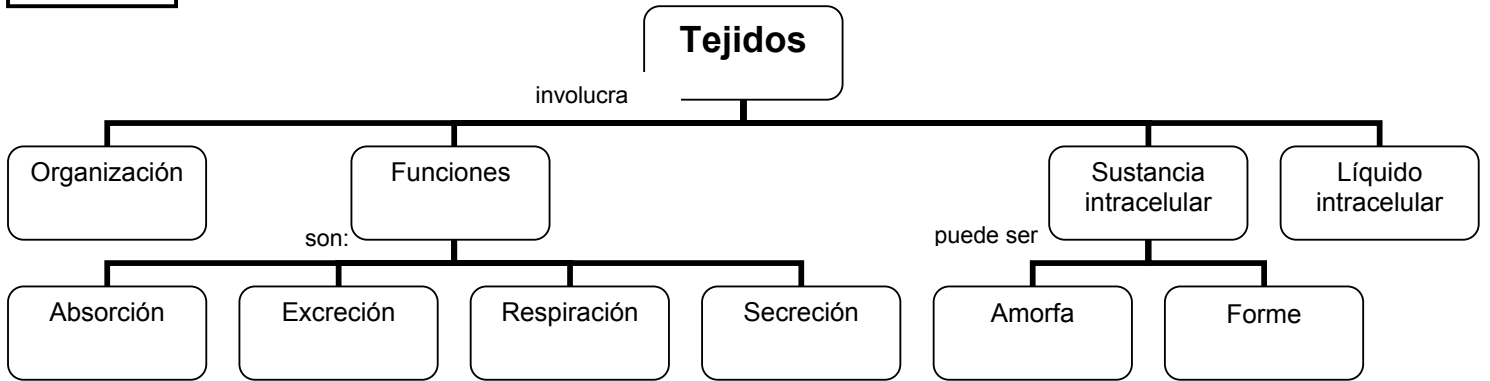 Tejidos
involucra
Organización
Funciones
Sustancia
intracelular
Líquido
intracelular
son:
puede ser
Absorción
Excreción
Respiración
Secreción
Amorfa
Forme